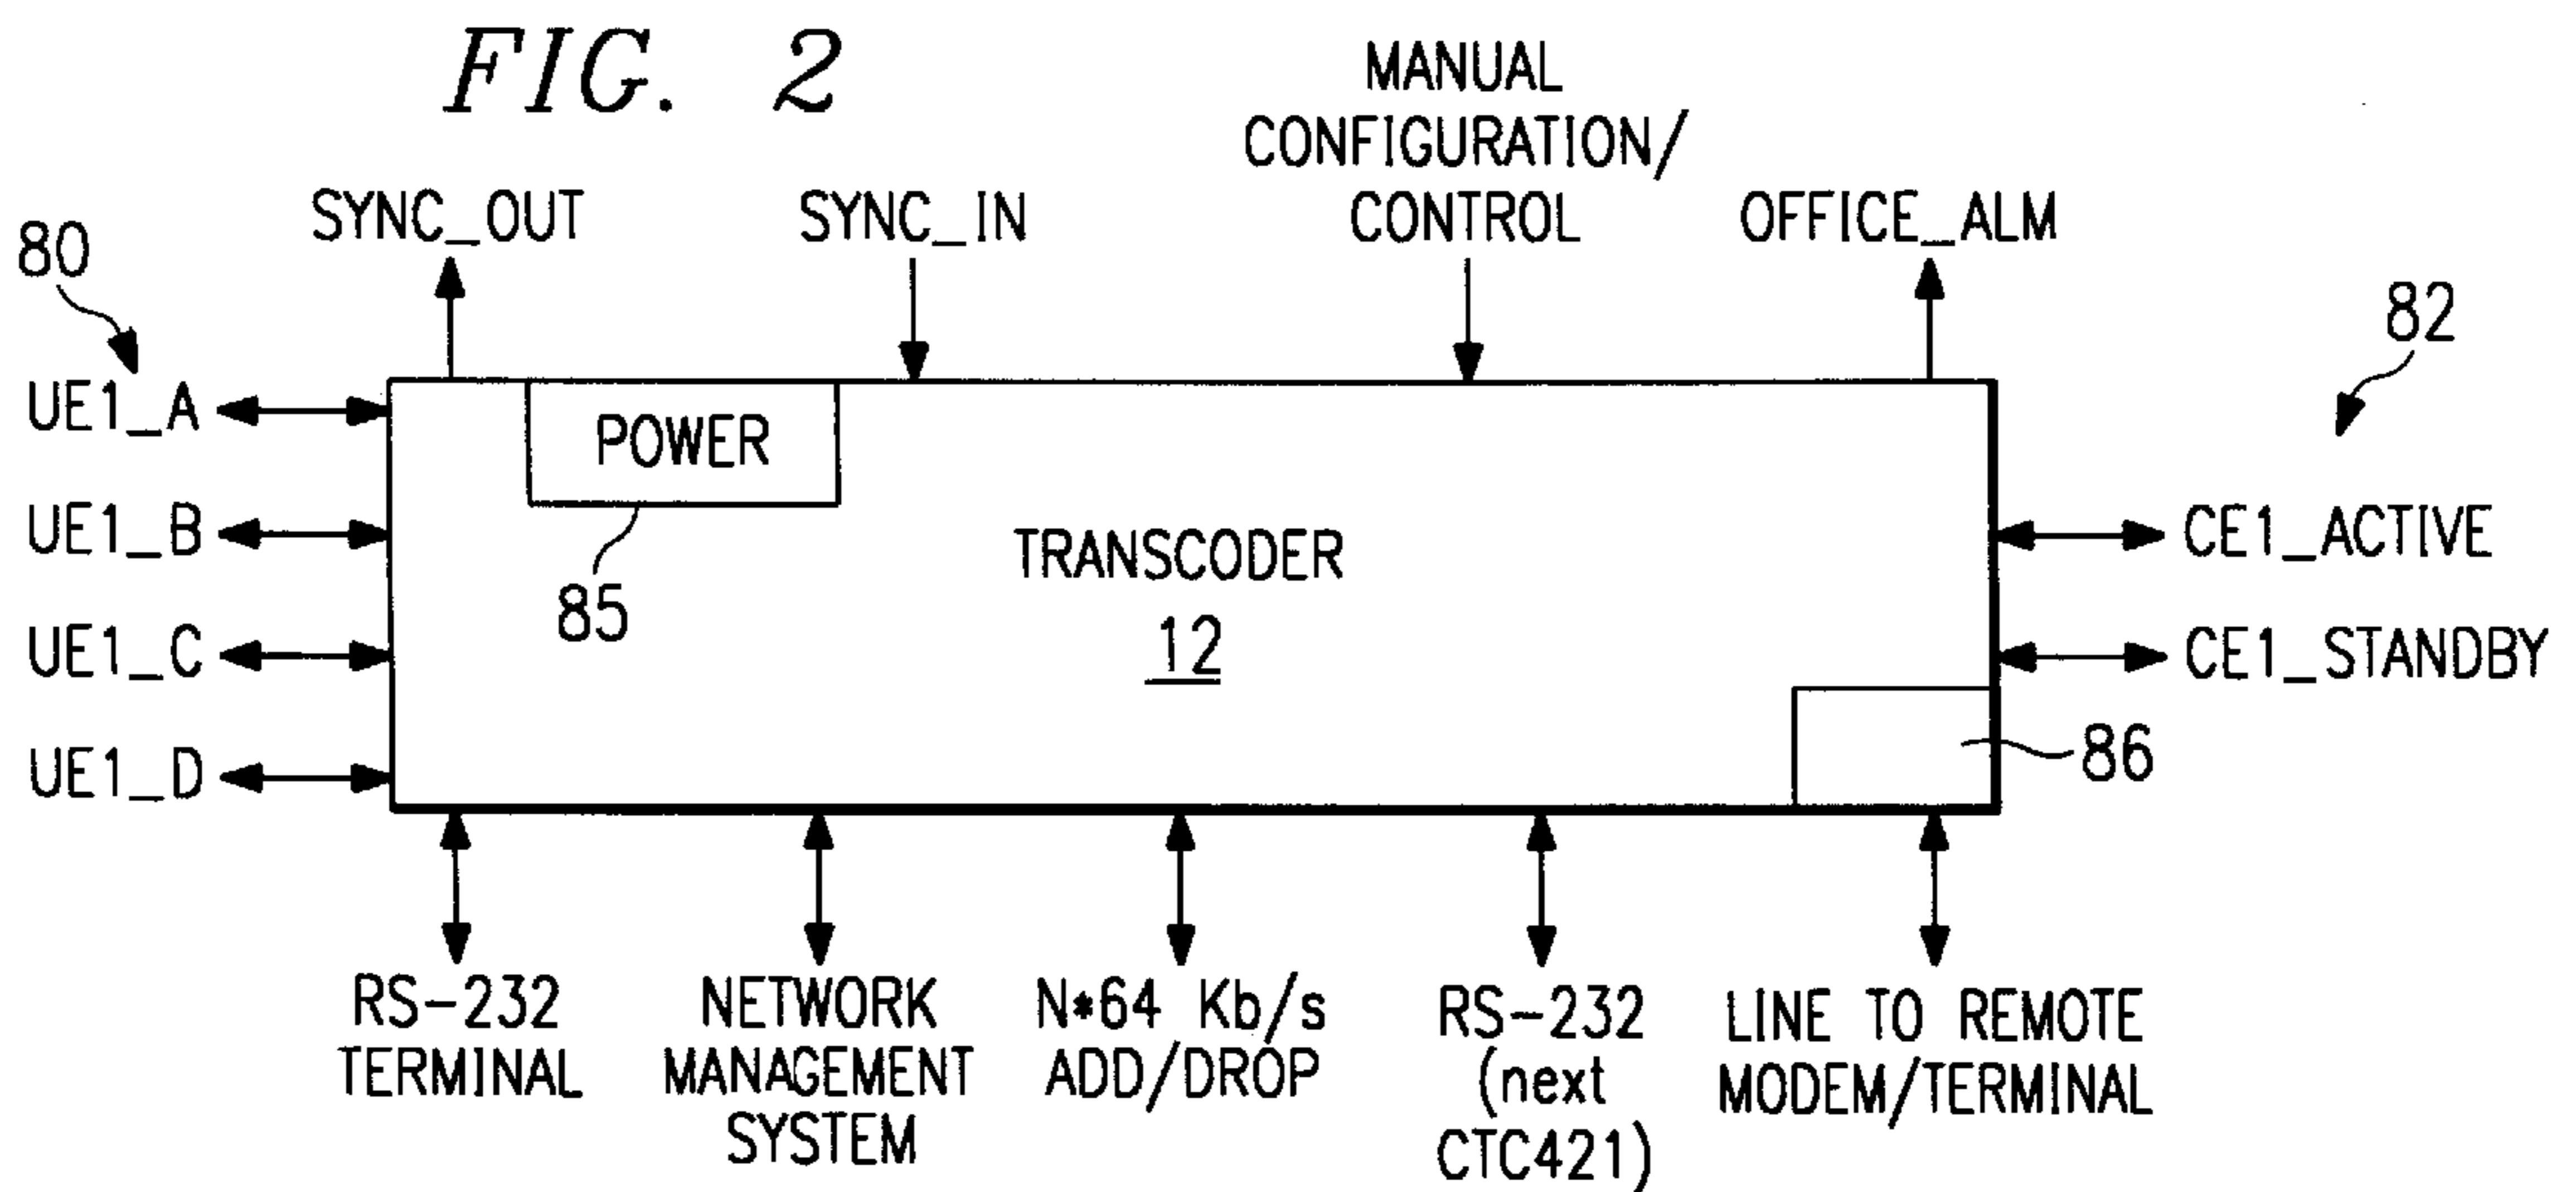 FIG. 2
MANUAL
CONFIGURATION/
CONTROL
SYNC_OUT
SYNC_IN
OFFICE_ALM
80
82
UE1_A
UE1_B
UE1_C
UE1_D
POWER
85
TRANSCODER
12
CE1_ACTIVE
CE1_STANDBY
86
RS-232
TERMINAL
NETWORK
MANAGEMENT
SYSTEM
N*64 Kb/s
ADD/DROP
RS-232
(next
CTC421)
LINE TO REMOTE
MODEM/TERMINAL